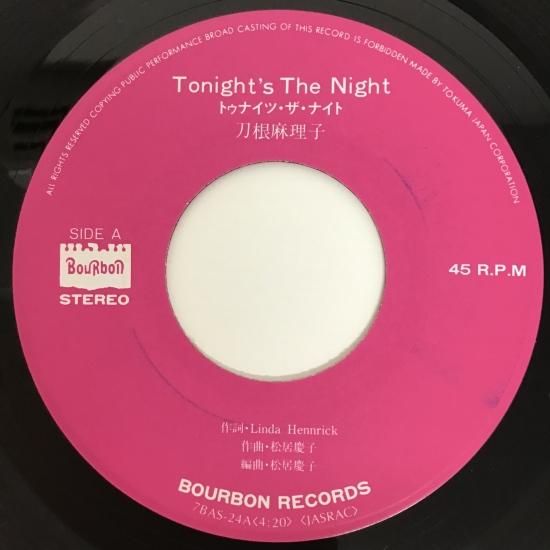 ALL RIGHTS RESERVED COPYING PUBLIC PERFORMANCE BROAD CASTING OF THIS RECORD IS FORBIDDEN MADE BY TOKUMA JAPAN CORPORATION
Tonight's The Night
トゥナイツ・ザ・ナイト
刀根麻理子
SIDE A
BouRbon
STEREO
45 R.P.M
作詞・Linda Hennrick
作曲・松居慶子
編曲・松居慶子
BOURBON RECORDS
7BAS-24A〈4:20〉〈JASRAC〉